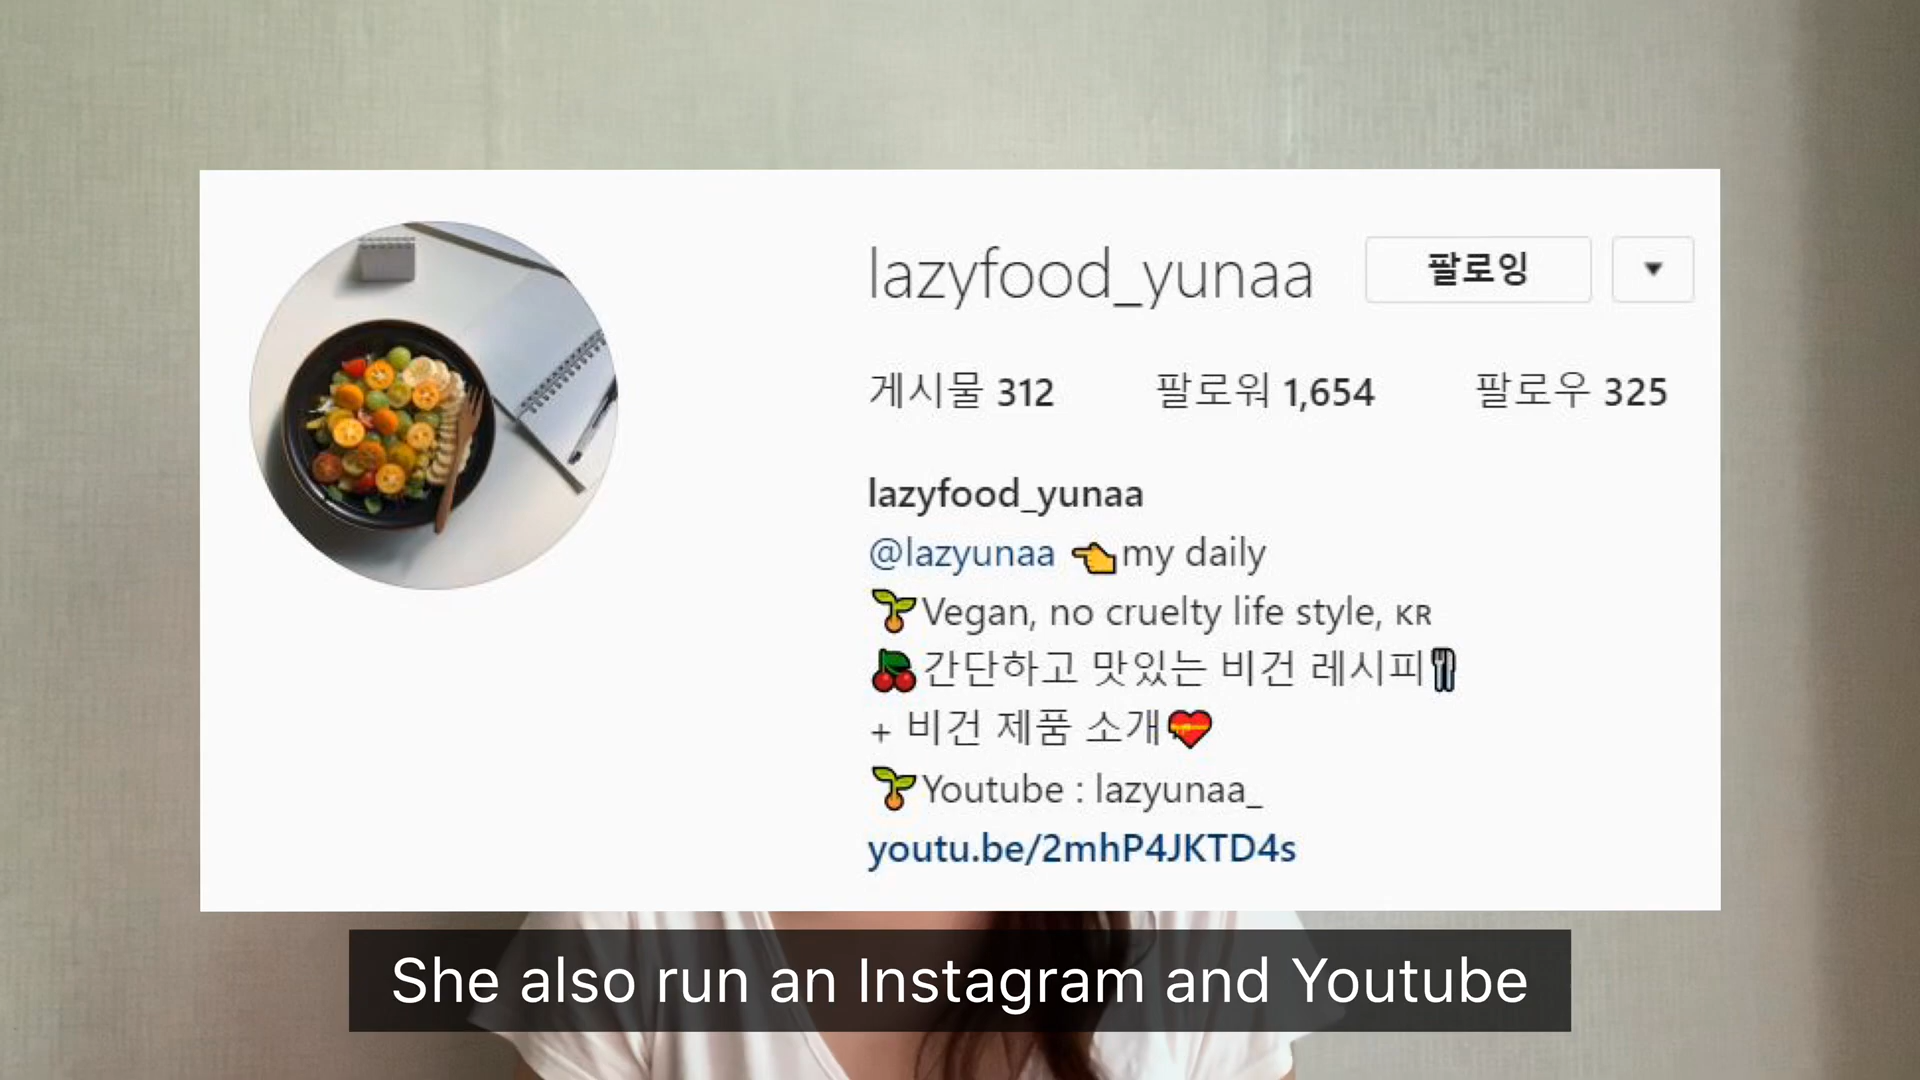 lazyfood_yunaa 팔로잉
게시물 312 팔로워 1,654 팔로우 325
lazyfood_yunaa
@lazyunaa 👈my daily
🌱Vegan, no cruelty life style, ᴋʀ
🍒간단하고 맛있는 비건 레시피🍴
+ 비건 제품 소개💝
🌱Youtube : lazyunaa_
youtu.be/2mhP4JKTD4s
She also run an Instagram and Youtube